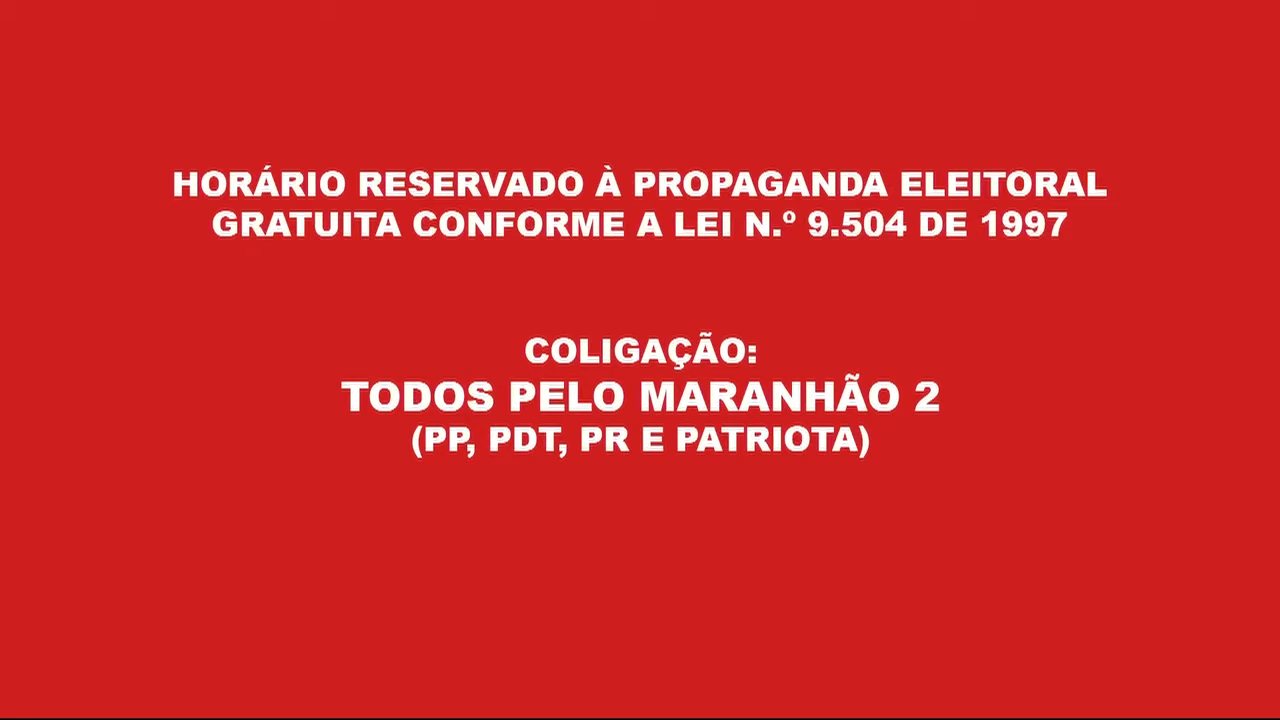 HORÁRIO RESERVADO À PROPAGANDA ELEITORAL
GRATUITA CONFORME A LEI N.º 9.504 DE 1997
COLIGAÇÃO:
TODOS PELO MARANHÃO 2
(PP, PDT, PR E PATRIOTA)